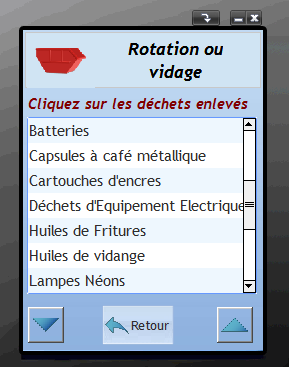 Rotation ou
vidage
Cliquez sur les déchets enlevés
Batteries
Capsules à café métallique
Cartouches d'encres
Déchets d'Equipement Electrique
Huiles de Fritures
Huiles de vidange
Lampes Néons
Retour